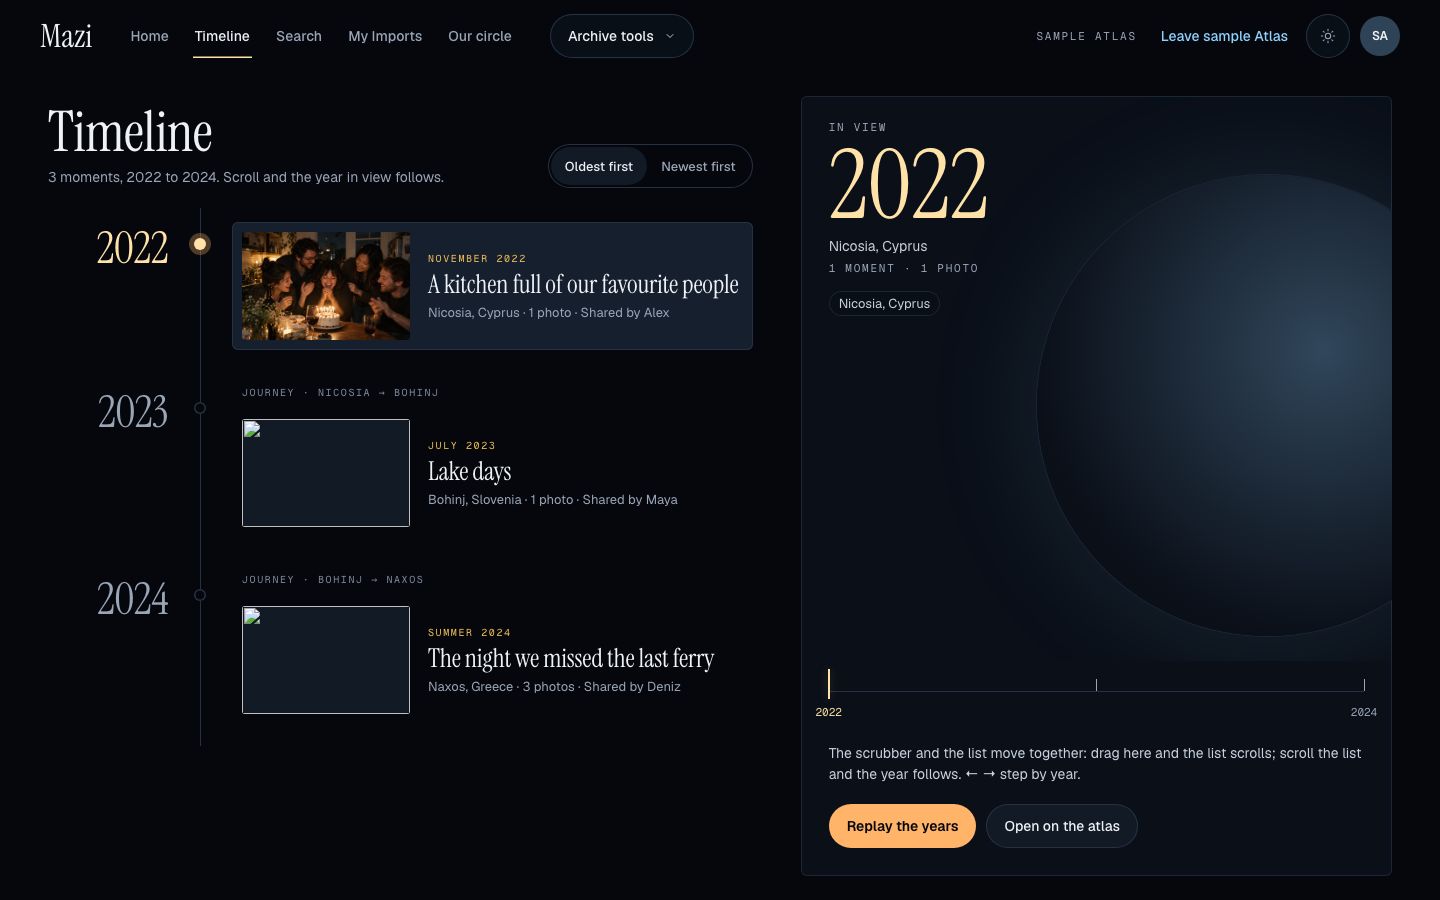 Mazi
Home
Timeline
Search
My Imports
Our circle
Archive tools
SAMPLE ATLAS
Leave sample Atlas
SA
Timeline
3 moments, 2022 to 2024. Scroll and the year in view follows.
Oldest first
Newest first
2022
NOVEMBER 2022
A kitchen full of our favourite people
Nicosia, Cyprus · 1 photo · Shared by Alex
2023
JOURNEY · NICOSIA → BOHINJ
JULY 2023
Lake days
Bohinj, Slovenia · 1 photo · Shared by Maya
2024
JOURNEY · BOHINJ → NAXOS
SUMMER 2024
The night we missed the last ferry
Naxos, Greece · 3 photos · Shared by Deniz
IN VIEW
2022
Nicosia, Cyprus
1 MOMENT · 1 PHOTO
Nicosia, Cyprus
2022
2024
The scrubber and the list move together: drag here and the list scrolls; scroll the list
and the year follows. ← → step by year.
Replay the years
Open on the atlas